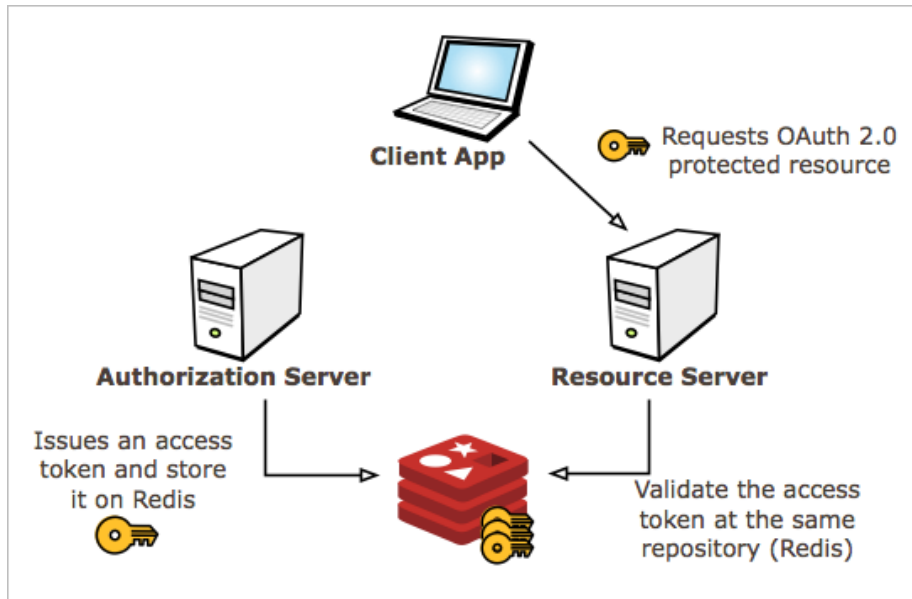 Client App
Requests OAuth 2.0
protected resource
Authorization Server
Resource Server
Issues an access
token and store
it on Redis
Validate the access
token at the same
repository (Redis)